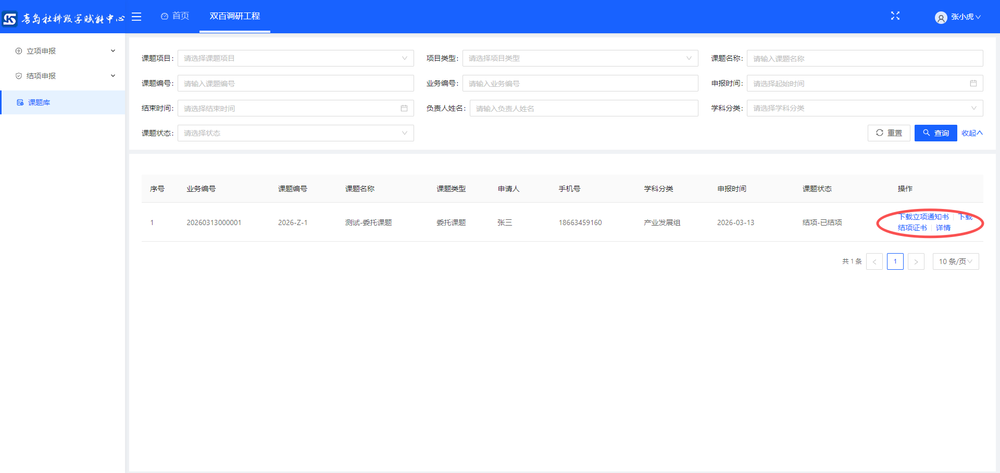 青岛社科数字赋能中心
首页
双百调研工程
张小虎
立项申报
结项申报
课题库
课题项目: 请选择课题项目
项目类型: 请选择项目类型
课题名称: 请输入课题名称
课题编号: 请输入课题编号
业务编号: 请输入业务编号
申报时间: 请选择起始时间
结束时间: 请选择结束时间
负责人姓名: 请输入负责人姓名
学科分类: 请选择学科分类
课题状态: 请选择状态
重置
查询
收起
序号 业务编号 课题编号 课题名称 课题类型 申请人 手机号 学科分类 申报时间 课题状态 操作
1 20260313000001 2026-Z-1 测试-委托课题 委托课题 张三 18663459160 产业发展组 2026-03-13 结项-已结项 下载立项通知书 下载
结项证书 详情
共 1 条 < 1 > 10 条/页